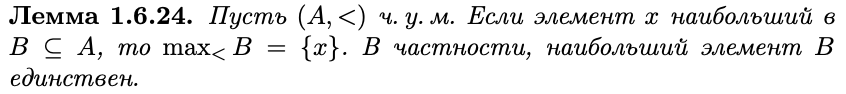 Лемма 1.6.24. Пусть (A, <) ч. у. м. Если элемент x наибольший в
B ⊆ A, то max< B = {x}. В частности, наибольший элемент B
единствен.